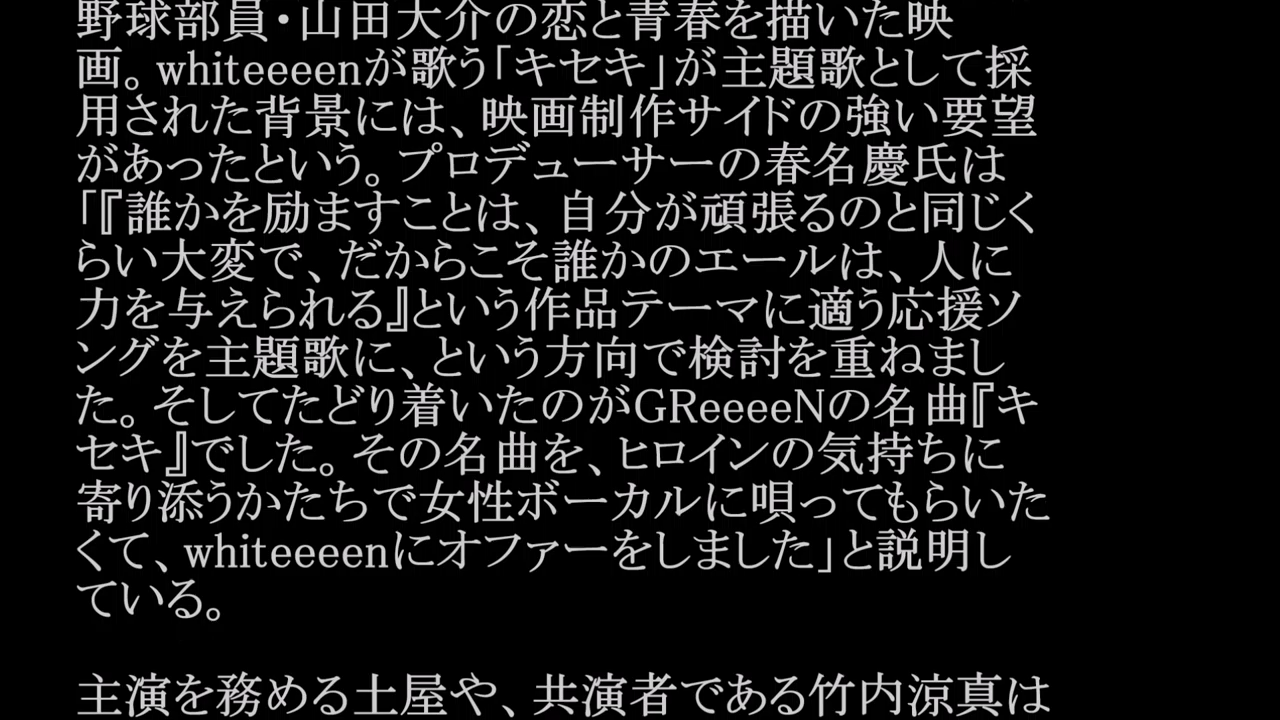 野球部員・山田大介の恋と青春を描いた映
画。whiteeeenが歌う「キセキ」が主題歌として採
用された背景には、映画制作サイドの強い要望
があったという。プロデューサーの春名慶氏は
「『誰かを励ますことは、自分が頑張るのと同じく
らい大変で、だからこそ誰かのエールは、人に
力を与えられる』という作品テーマに適う応援ソ
ングを主題歌に、という方向で検討を重ねまし
た。そしてたどり着いたのがGReeeeNの名曲『キ
セキ』でした。その名曲を、ヒロインの気持ちに
寄り添うかたちで女性ボーカルに唄ってもらいた
くて、whiteeeenにオファーをしました」と説明し
ている。
主演を務める土屋や、共演者である竹内涼真は